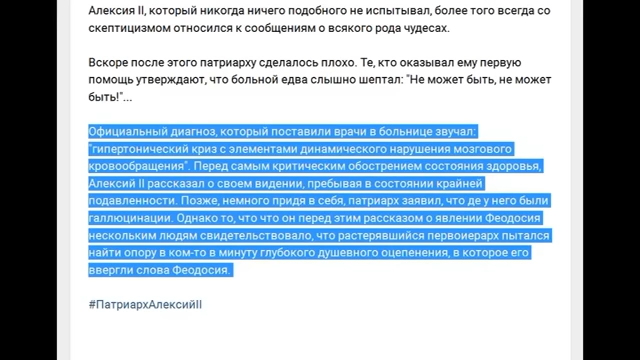 Алексия II, который никогда ничего подобного не испытывал, более того всегда со
скептицизмом относился к сообщениям о всякого рода чудесах.
Вскоре после этого патриарху сделалось плохо. Те, кто оказывал ему первую
помощь утверждают, что больной едва слышно шептал: "Не может быть, не может
быть!"...
Официальный диагноз, который поставили врачи в больнице звучал:
"гипертонический криз с элементами динамического нарушения мозгового
кровообращения". Перед самым критическим обострением состояния здоровья,
Алексий II рассказал о своем видении, пребывая в состоянии крайней
подавленности. Позже, немного придя в себя, патриарх заявил, что де у него были
галлюцинации. Однако то, что что он перед этим рассказом о явлении Феодосия
нескольким людям свидетельствовало, что растерявшийся первоиерарх пытался
найти опору в ком-то в минуту глубокого душевного оцепенения, в которое его
ввергли слова Феодосия.
#ПатриархАлексийII